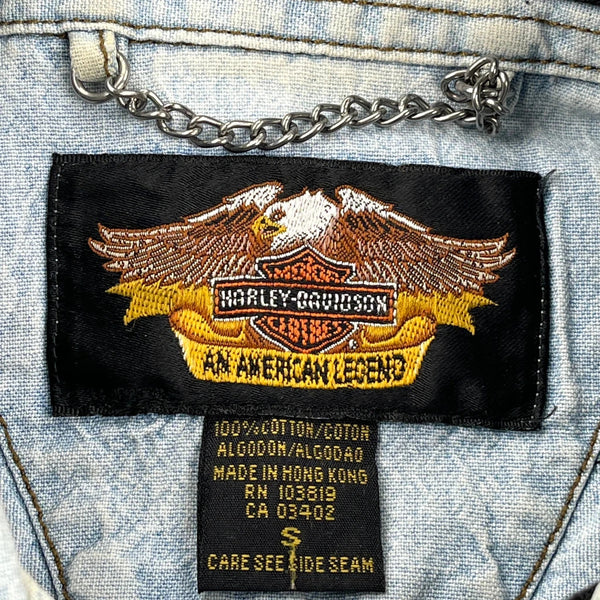 MOTOR
HARLEY-DAVIDSON
CYCLES
®
AN AMERICAN LEGEND
100% COTTON/COTON
ALGODON/ALGODAO
MADE IN HONG KONG
RN 103819
CA 03402
S
CARE SEE SIDE SEAM